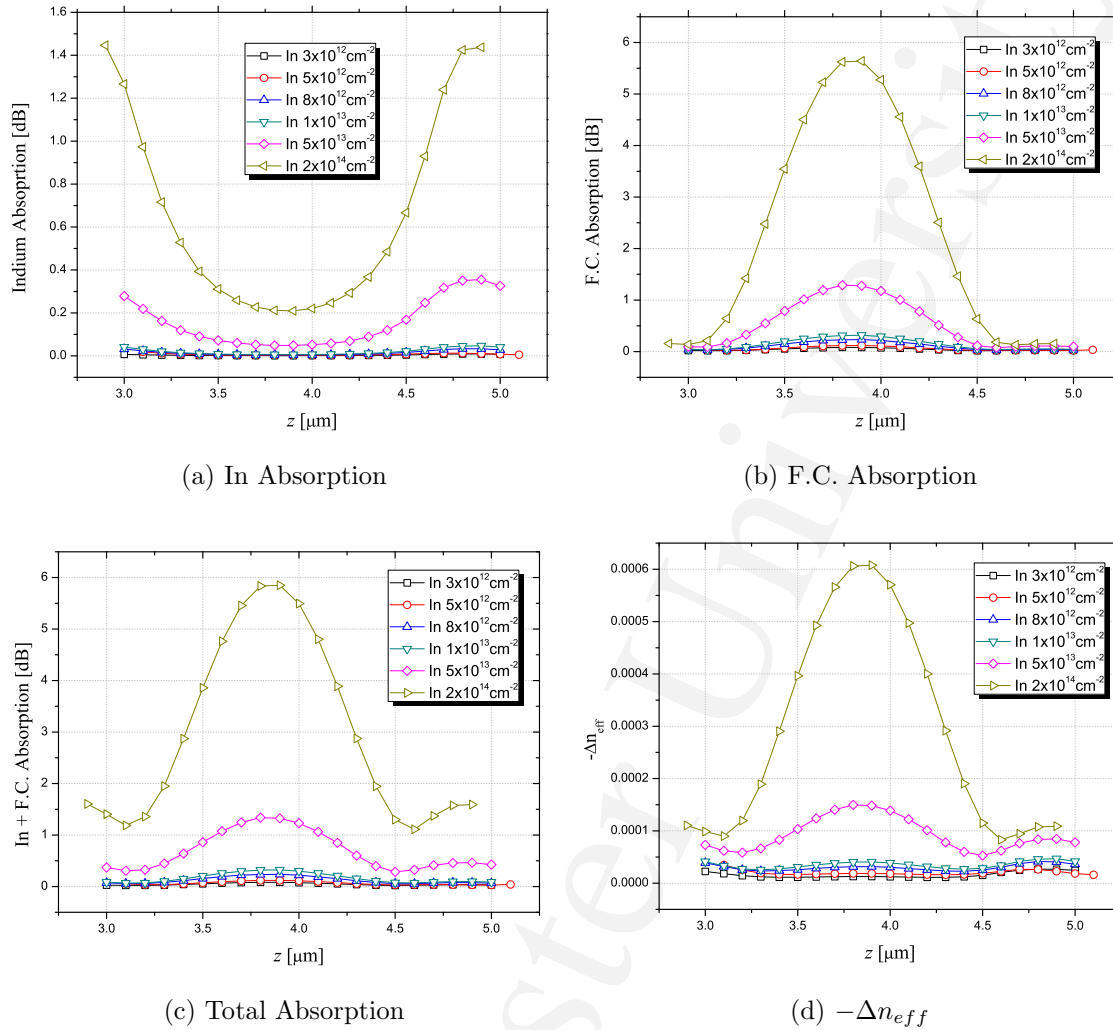 1.6
1.4
1.2
1.0
0.8
0.6
0.4
0.2
0.0
Indium Absoprtion [dB]
In 3x10¹²cm⁻²
In 5x10¹²cm⁻²
In 8x10¹²cm⁻²
In 1x10¹³cm⁻²
In 5x10¹³cm⁻²
In 2x10¹⁴cm⁻²
3.0 3.5 4.0 4.5 5.0
z [μm]
(a) In Absorption
6
5
4
3
2
1
0
F.C. Absorption [dB]
In 3x10¹²cm⁻²
In 5x10¹²cm⁻²
In 8x10¹²cm⁻²
In 1x10¹³cm⁻²
In 5x10¹³cm⁻²
In 2x10¹⁴cm⁻²
3.0 3.5 4.0 4.5 5.0
z [μm]
(b) F.C. Absorption
6
5
4
3
2
1
0
In + F.C. Absorption [dB]
In 3x10¹²cm⁻²
In 5x10¹²cm⁻²
In 8x10¹²cm⁻²
In 1x10¹³cm⁻²
In 5x10¹³cm⁻²
In 2x10¹⁴cm⁻²
3.0 3.5 4.0 4.5 5.0
z [μm]
(c) Total Absorption
0.0006
0.0005
0.0004
0.0003
0.0002
0.0001
0.0000
-Δn_eff
In 3x10¹²cm⁻²
In 5x10¹²cm⁻²
In 8x10¹²cm⁻²
In 1x10¹³cm⁻²
In 5x10¹³cm⁻²
In 2x10¹⁴cm⁻²
3.0 3.5 4.0 4.5 5.0
z [μm]
(d) −Δn_eff
ster Universi